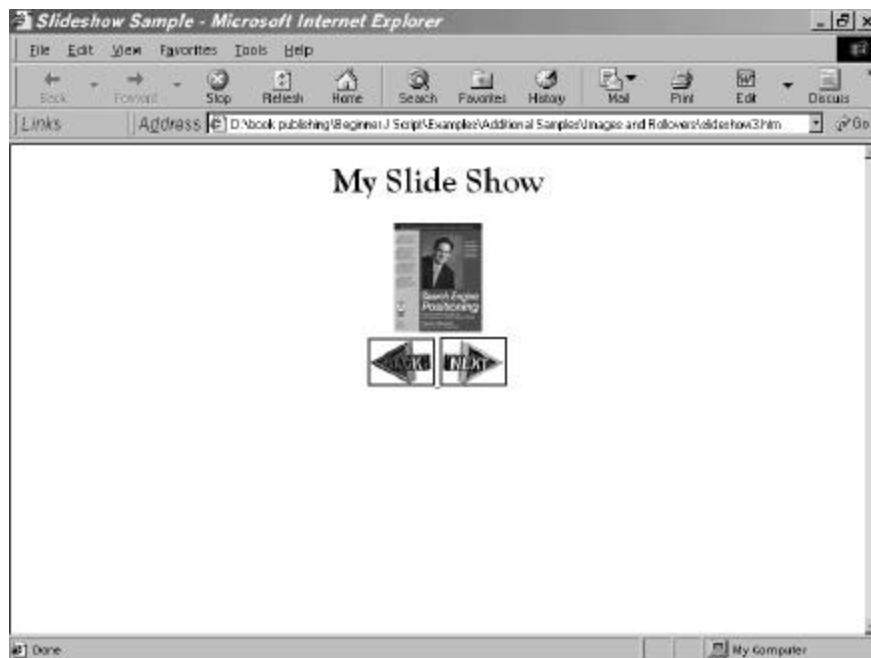 Slideshow Sample - Microsoft Internet Explorer
File Edit View Favorites Tools Help
Back Forward Stop Refresh Home Search Favorites History Mail Print Edit Discuss
Links Address D:\book publishing\Beginner J Script\Examples\Additional Samples\Images and Rollovers\slideshow3.htm Go
My Slide Show
Search Engine
Positioning
BACK NEXT
Done My Computer